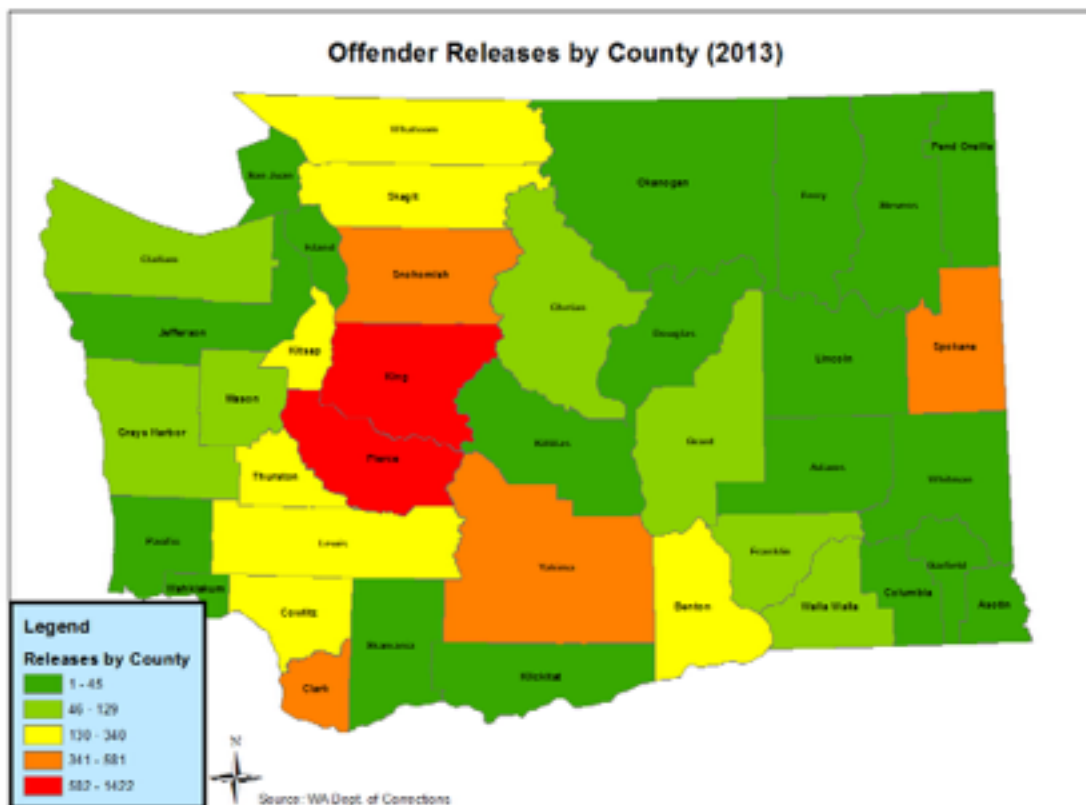 Offender Releases by County (2013)
Whatcom
San Juan
Skagit
Okanogan
Ferry
Stevens
Pend Oreille
Clallam
Island
Snohomish
Chelan
Jefferson
Kitsap
King
Douglas
Lincoln
Spokane
Mason
Grays Harbor
Pierce
Kittitas
Grant
Adams
Whitman
Thurston
Pacific
Lewis
Yakima
Franklin
Garfield
Wahkiakum
Cowlitz
Benton
Walla Walla
Columbia
Skamania
Clark
Klickitat
Legend
Releases by County
1 - 45
46 - 129
130 - 340
341 - 581
582 - 1422
N
Source: WA Dept. of Corrections